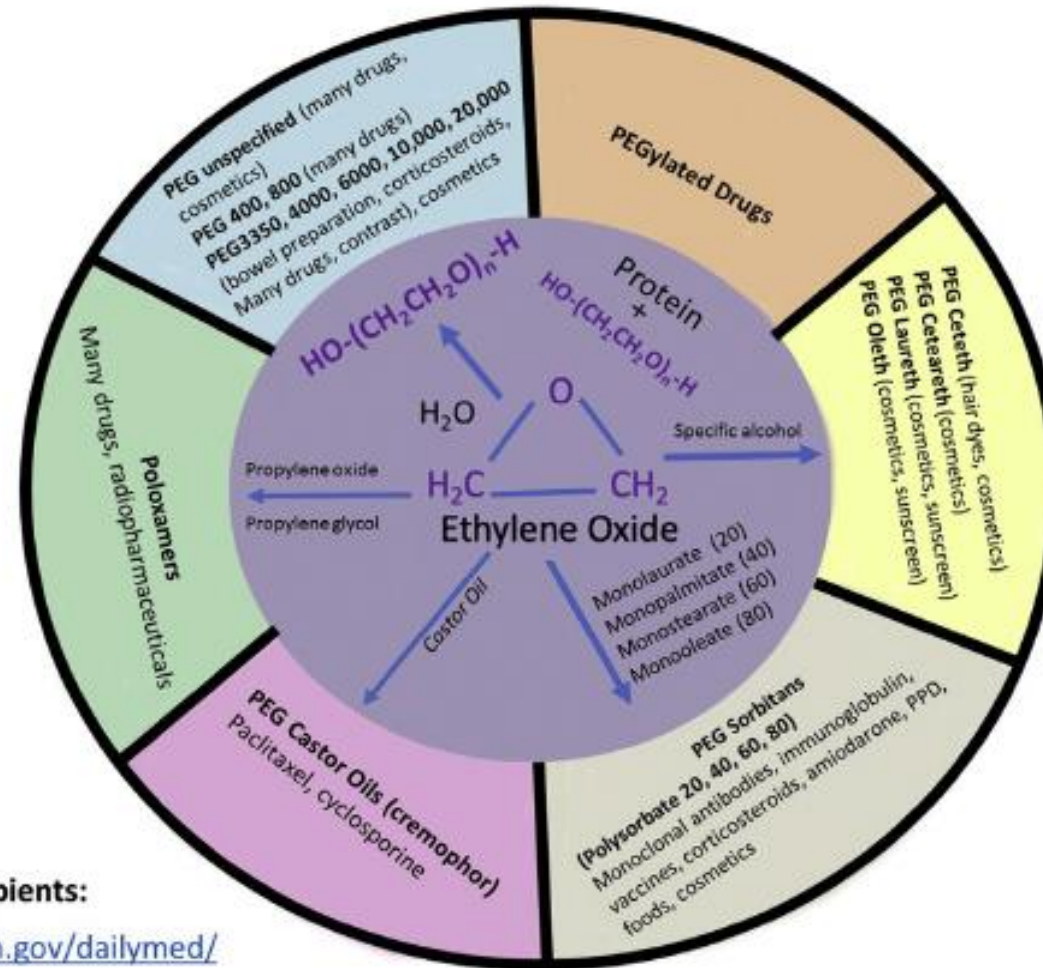 PEG unspecified (many drugs,
cosmetics)
PEG 400, 800 (many drugs)
PEG3350, 4000, 6000, 10,000, 20,000
(bowel preparation, corticosteroids,
Many drugs, contrast), cosmetics
PEGylated Drugs
PEG Ceteth (hair dyes, cosmetics)
PEG Ceteareth (cosmetics)
PEG Laureth (cosmetics, sunscreen)
PEG Oleth (cosmetics, sunscreen)
PEG Sorbitans
(Polysorbate 20, 40, 60, 80)
Monoclonal antibodies, immunoglobulin,
vaccines, corticosteroids, amiodarone, PPD,
foods, cosmetics
PEG Castor Oils (cremophor)
Paclitaxel, cyclosporine
Poloxamers
Many drugs, radiopharmaceuticals
HO-(CH₂CH₂O)ₙ-H
Protein
+
HO-(CH₂CH₂O)ₙ-H
H₂O
O
H₂C
CH₂
Ethylene Oxide
Specific alcohol
Propylene oxide
Propylene glycol
Castor Oil
Monolaurate (20)
Monopalmitate (40)
Monostearate (60)
Monooleate (80)
pients:
.gov/dailymed/